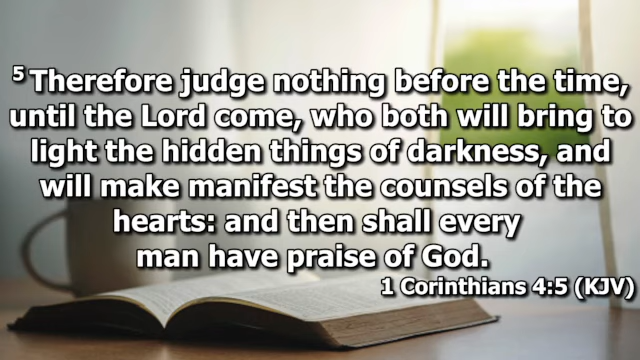 5 Therefore judge nothing before the time,
until the Lord come, who both will bring to
light the hidden things of darkness, and
will make manifest the counsels of the
hearts: and then shall every
man have praise of God.
1 Corinthians 4:5 (KJV)